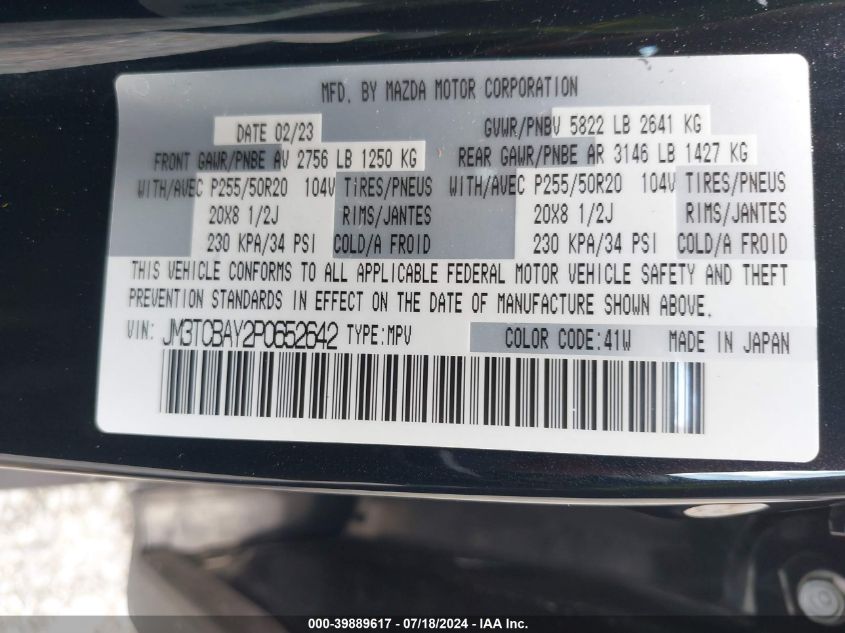 MFD. BY MAZDA MOTOR CORPORATION
DATE 02/23 GVWR/PNBV 5822 LB 2641 KG
FRONT GAWR/PNBE AV 2756 LB 1250 KG REAR GAWR/PNBE AR 3146 LB 1427 KG
WITH/AVEC P255/50R20 104V TIRES/PNEUS WITH/AVEC P255/50R20 104V TIRES/PNEUS
20X8 1/2J RIMS/JANTES 20X8 1/2J RIMS/JANTES
230 KPA/34 PSI COLD/A FROID 230 KPA/34 PSI COLD/A FROID
THIS VEHICLE CONFORMS TO ALL APPLICABLE FEDERAL MOTOR VEHICLE SAFETY AND THEFT
PREVENTION STANDARDS IN EFFECT ON THE DATE OF MANUFACTURE SHOWN ABOVE.
VIN: JM3TCBAY2P0652642 TYPE:MPV COLOR CODE:41W MADE IN JAPAN
000-39889617 - 07/18/2024 - IAA Inc.